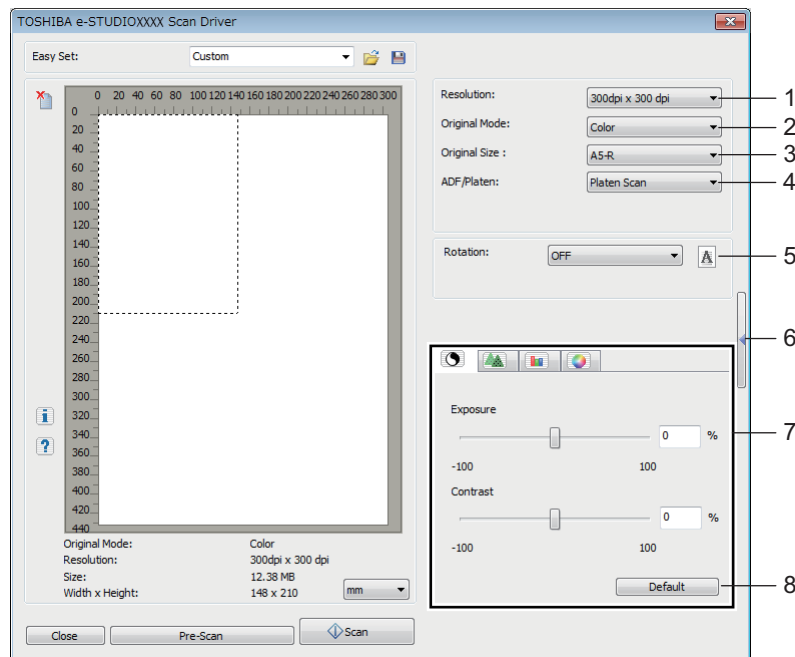 TOSHIBA e-STUDIOXXXX Scan Driver
Easy Set: Custom
0 20 40 60 80 100 120 140 160 180 200 220 240 260 280 300
0
20
40
60
80
100
120
140
160
180
200
220
240
260
280
300
320
340
360
380
400
420
440
Original Mode: Color
Resolution: 300dpi x 300 dpi
Size: 12.38 MB
Width x Height: 148 x 210 mm
Close Pre-Scan Scan
Resolution: 300dpi x 300 dpi 1
Original Mode: Color 2
Original Size : A5-R 3
ADF/Platen: Platen Scan 4
Rotation: OFF A 5
6
Exposure
0 % 7
-100 100
Contrast
0 %
-100 100
Default 8